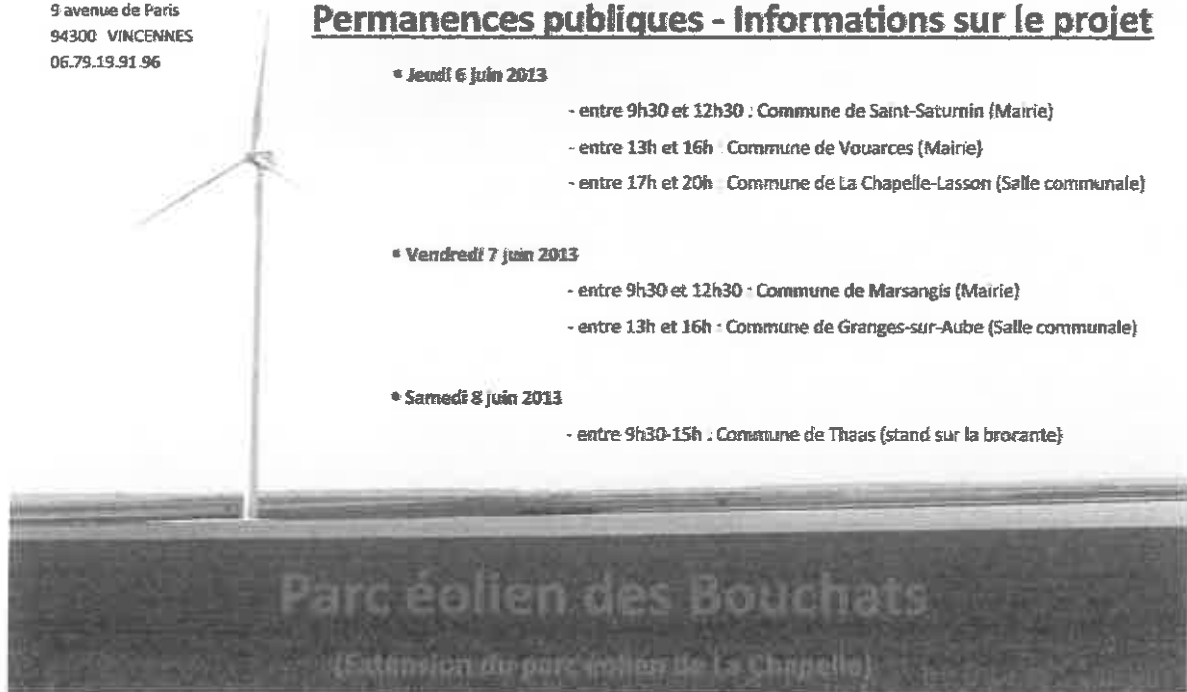 9 avenue de Paris
94300 VINCENNES
06.79.19.91.96
Permanences publiques - Informations sur le projet
• Jeudi 6 juin 2013
- entre 9h30 et 12h30 : Commune de Saint-Saturnin (Mairie)
- entre 13h et 16h : Commune de Vouarces (Mairie)
- entre 17h et 20h : Commune de La Chapelle-Lasson (Salle communale)
• Vendredi 7 juin 2013
- entre 9h30 et 12h30 : Commune de Marsangis (Mairie)
- entre 13h et 16h : Commune de Granges-sur-Aube (Salle communale)
• Samedi 8 juin 2013
- entre 9h30-15h : Commune de Thaas (stand sur la brocante)
Parc éolien des Bouchats
(Extension du parc éolien de La Chapelle)